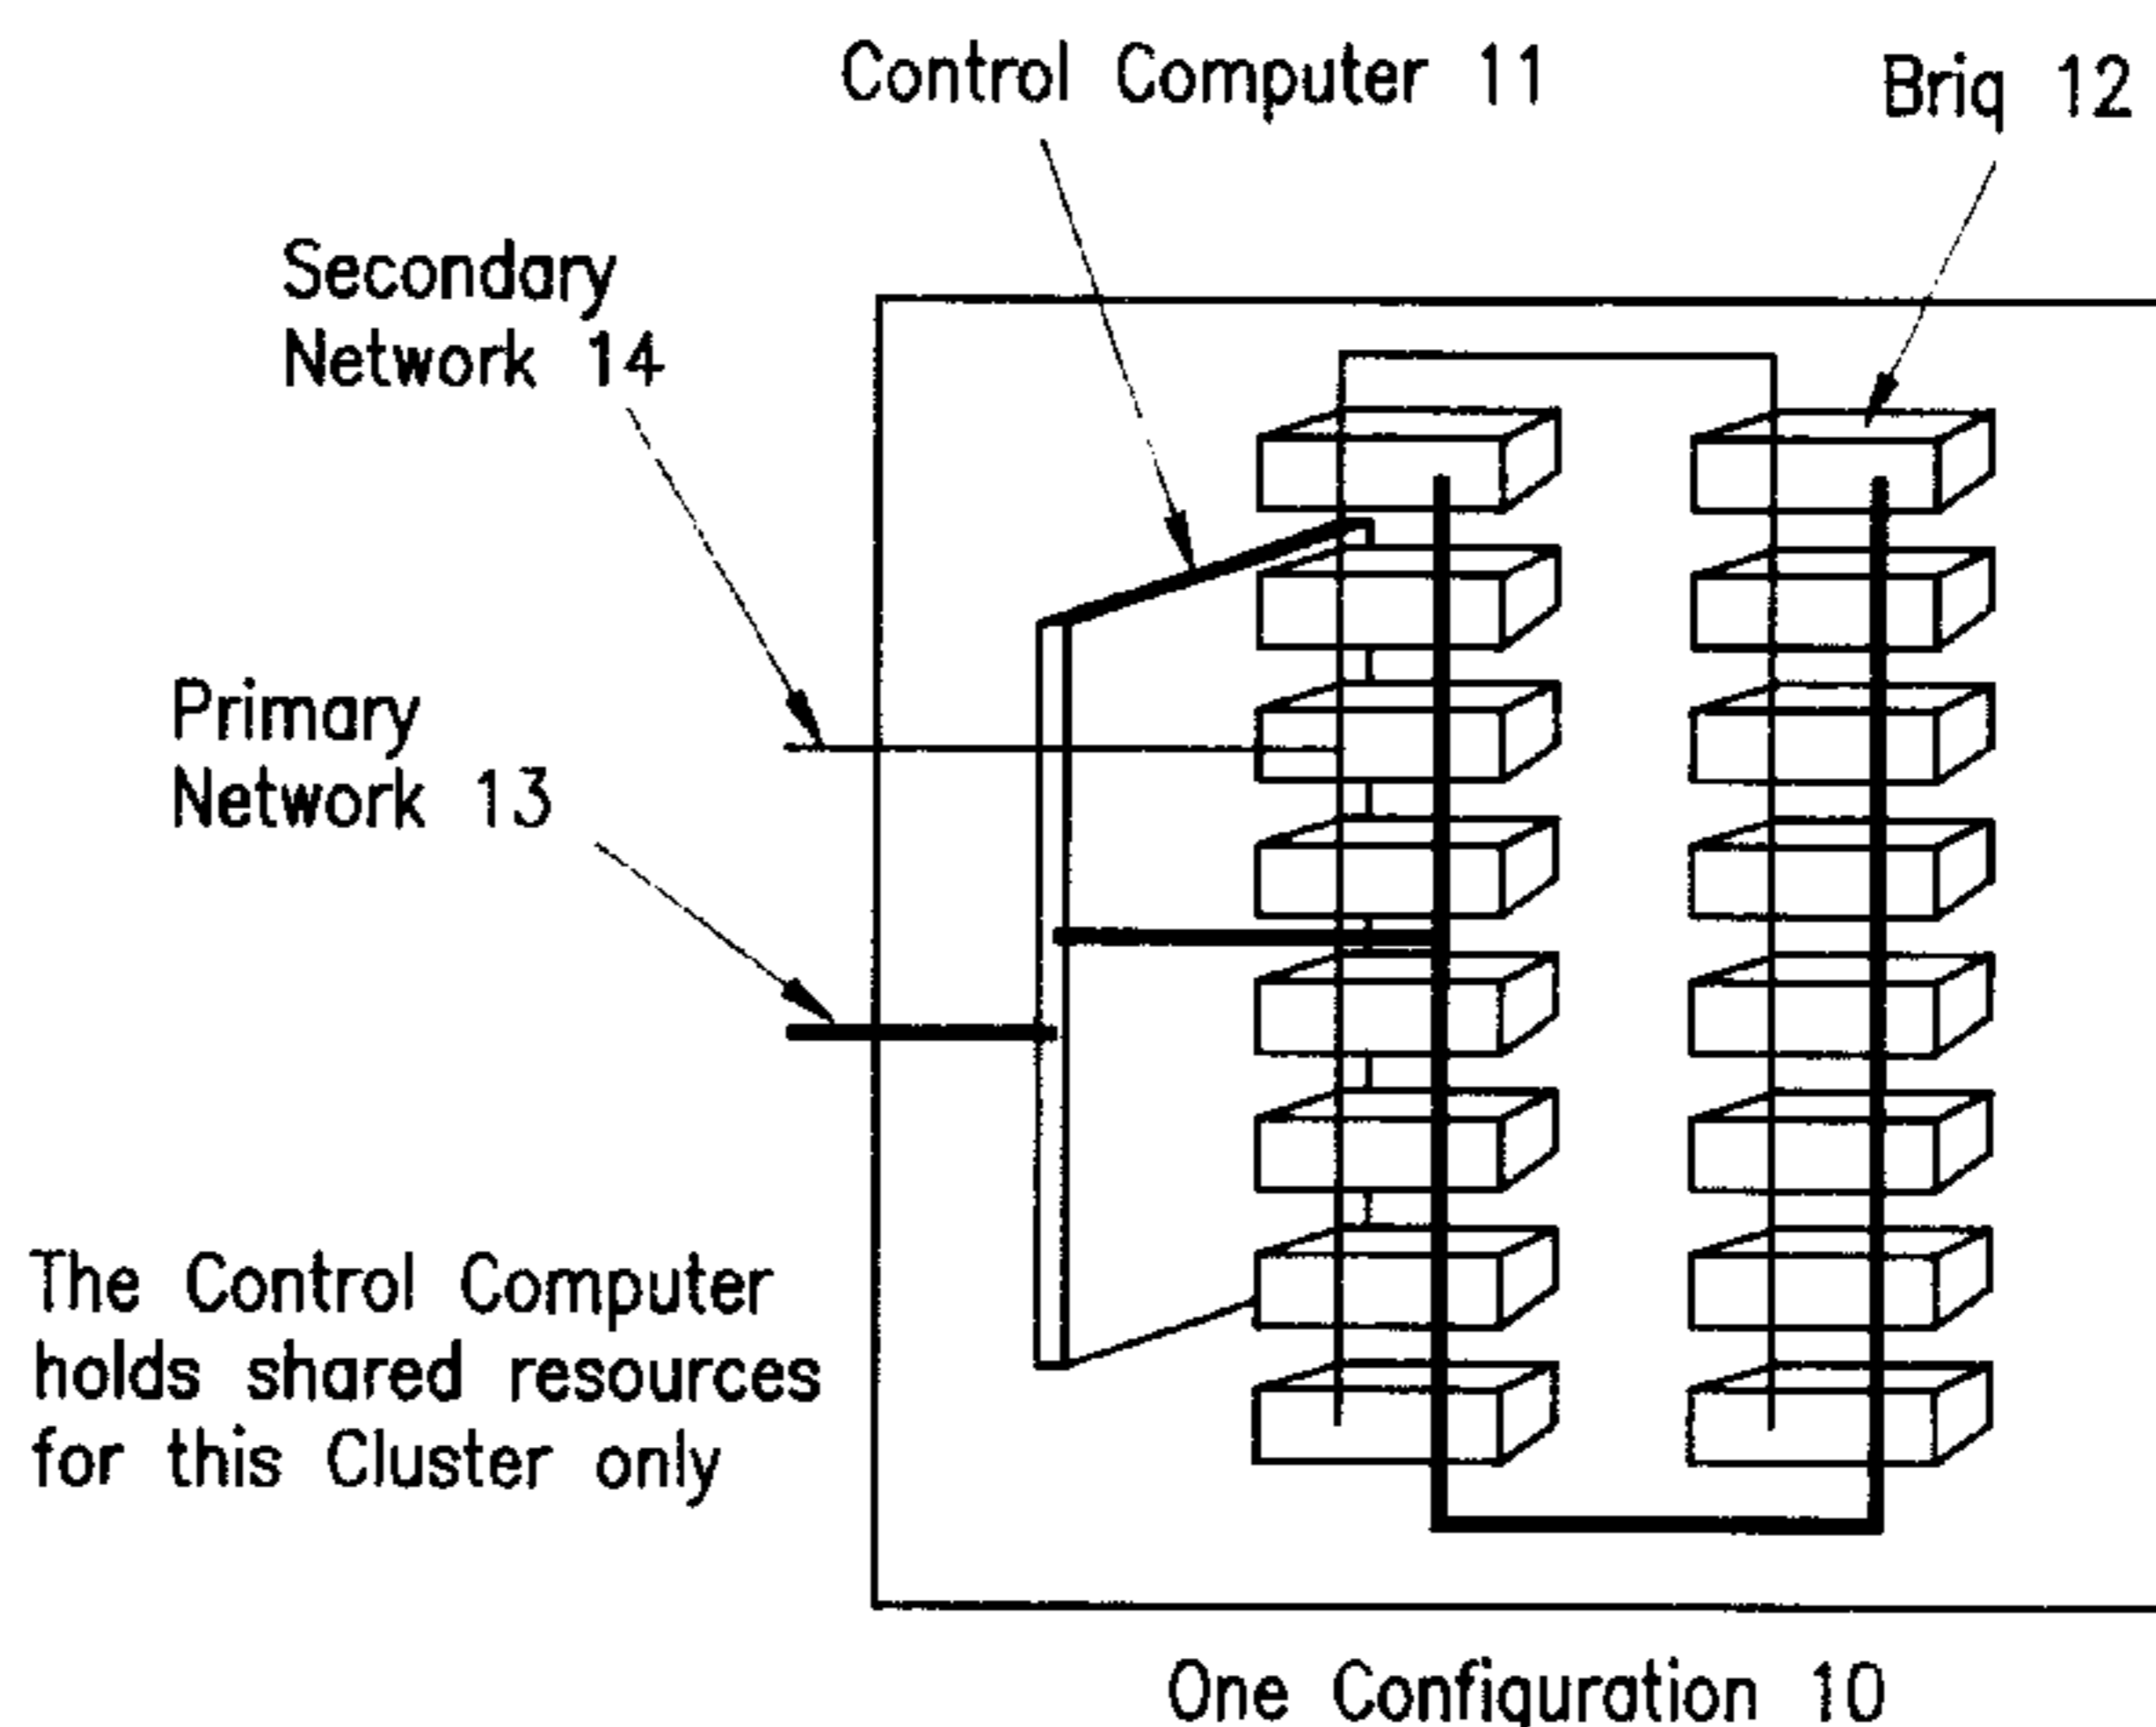 Control Computer 11
Briq 12
Secondary
Network 14
Primary
Network 13
The Control Computer
holds shared resources
for this Cluster only
One Configuration 10